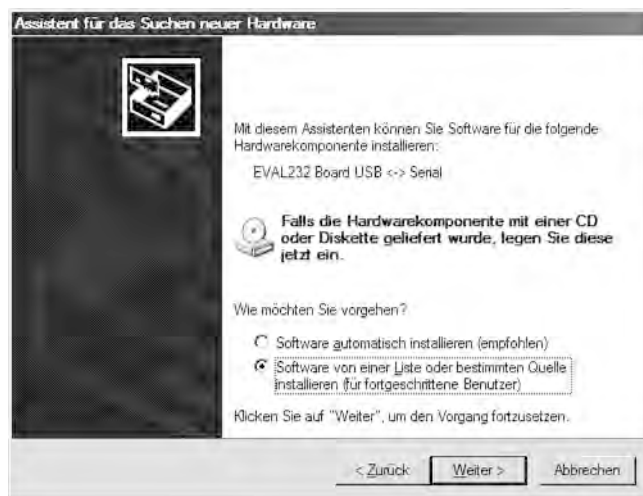 Assistent für das Suchen neuer Hardware
Mit diesem Assistenten können Sie Software für die folgende
Hardwarekomponente installieren:
EVAL232 Board USB <-> Serial
Falls die Hardwarekomponente mit einer CD
oder Diskette geliefert wurde, legen Sie diese
jetzt ein.
Wie möchten Sie vorgehen?
Software automatisch installieren (empfohlen)
Software von einer Liste oder bestimmten Quelle
installieren (für fortgeschrittene Benutzer)
Klicken Sie auf "Weiter", um den Vorgang fortzusetzen.
< Zurück Weiter > Abbrechen